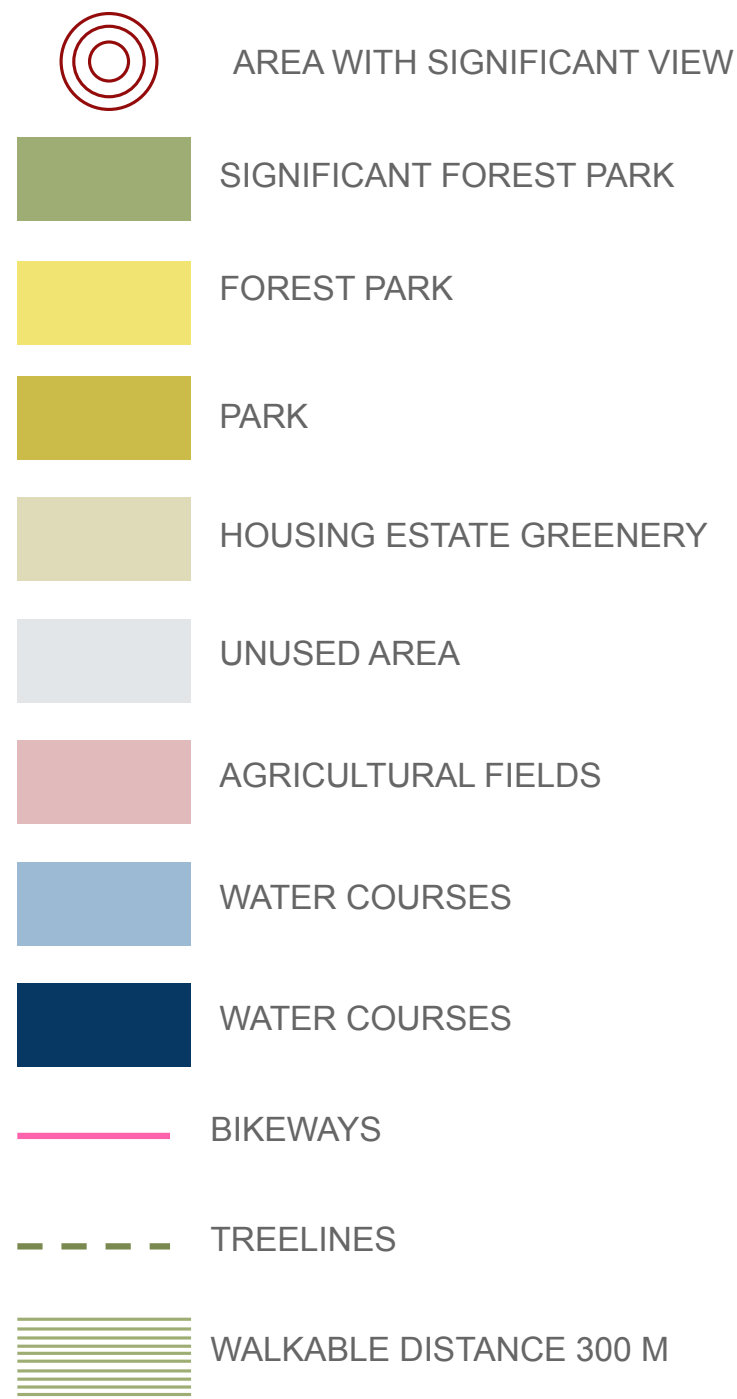 AREA WITH SIGNIFICANT VIEW
SIGNIFICANT FOREST PARK
FOREST PARK
PARK
HOUSING ESTATE GREENERY
UNUSED AREA
AGRICULTURAL FIELDS
WATER COURSES
WATER COURSES
BIKEWAYS
TREELINES
WALKABLE DISTANCE 300 M